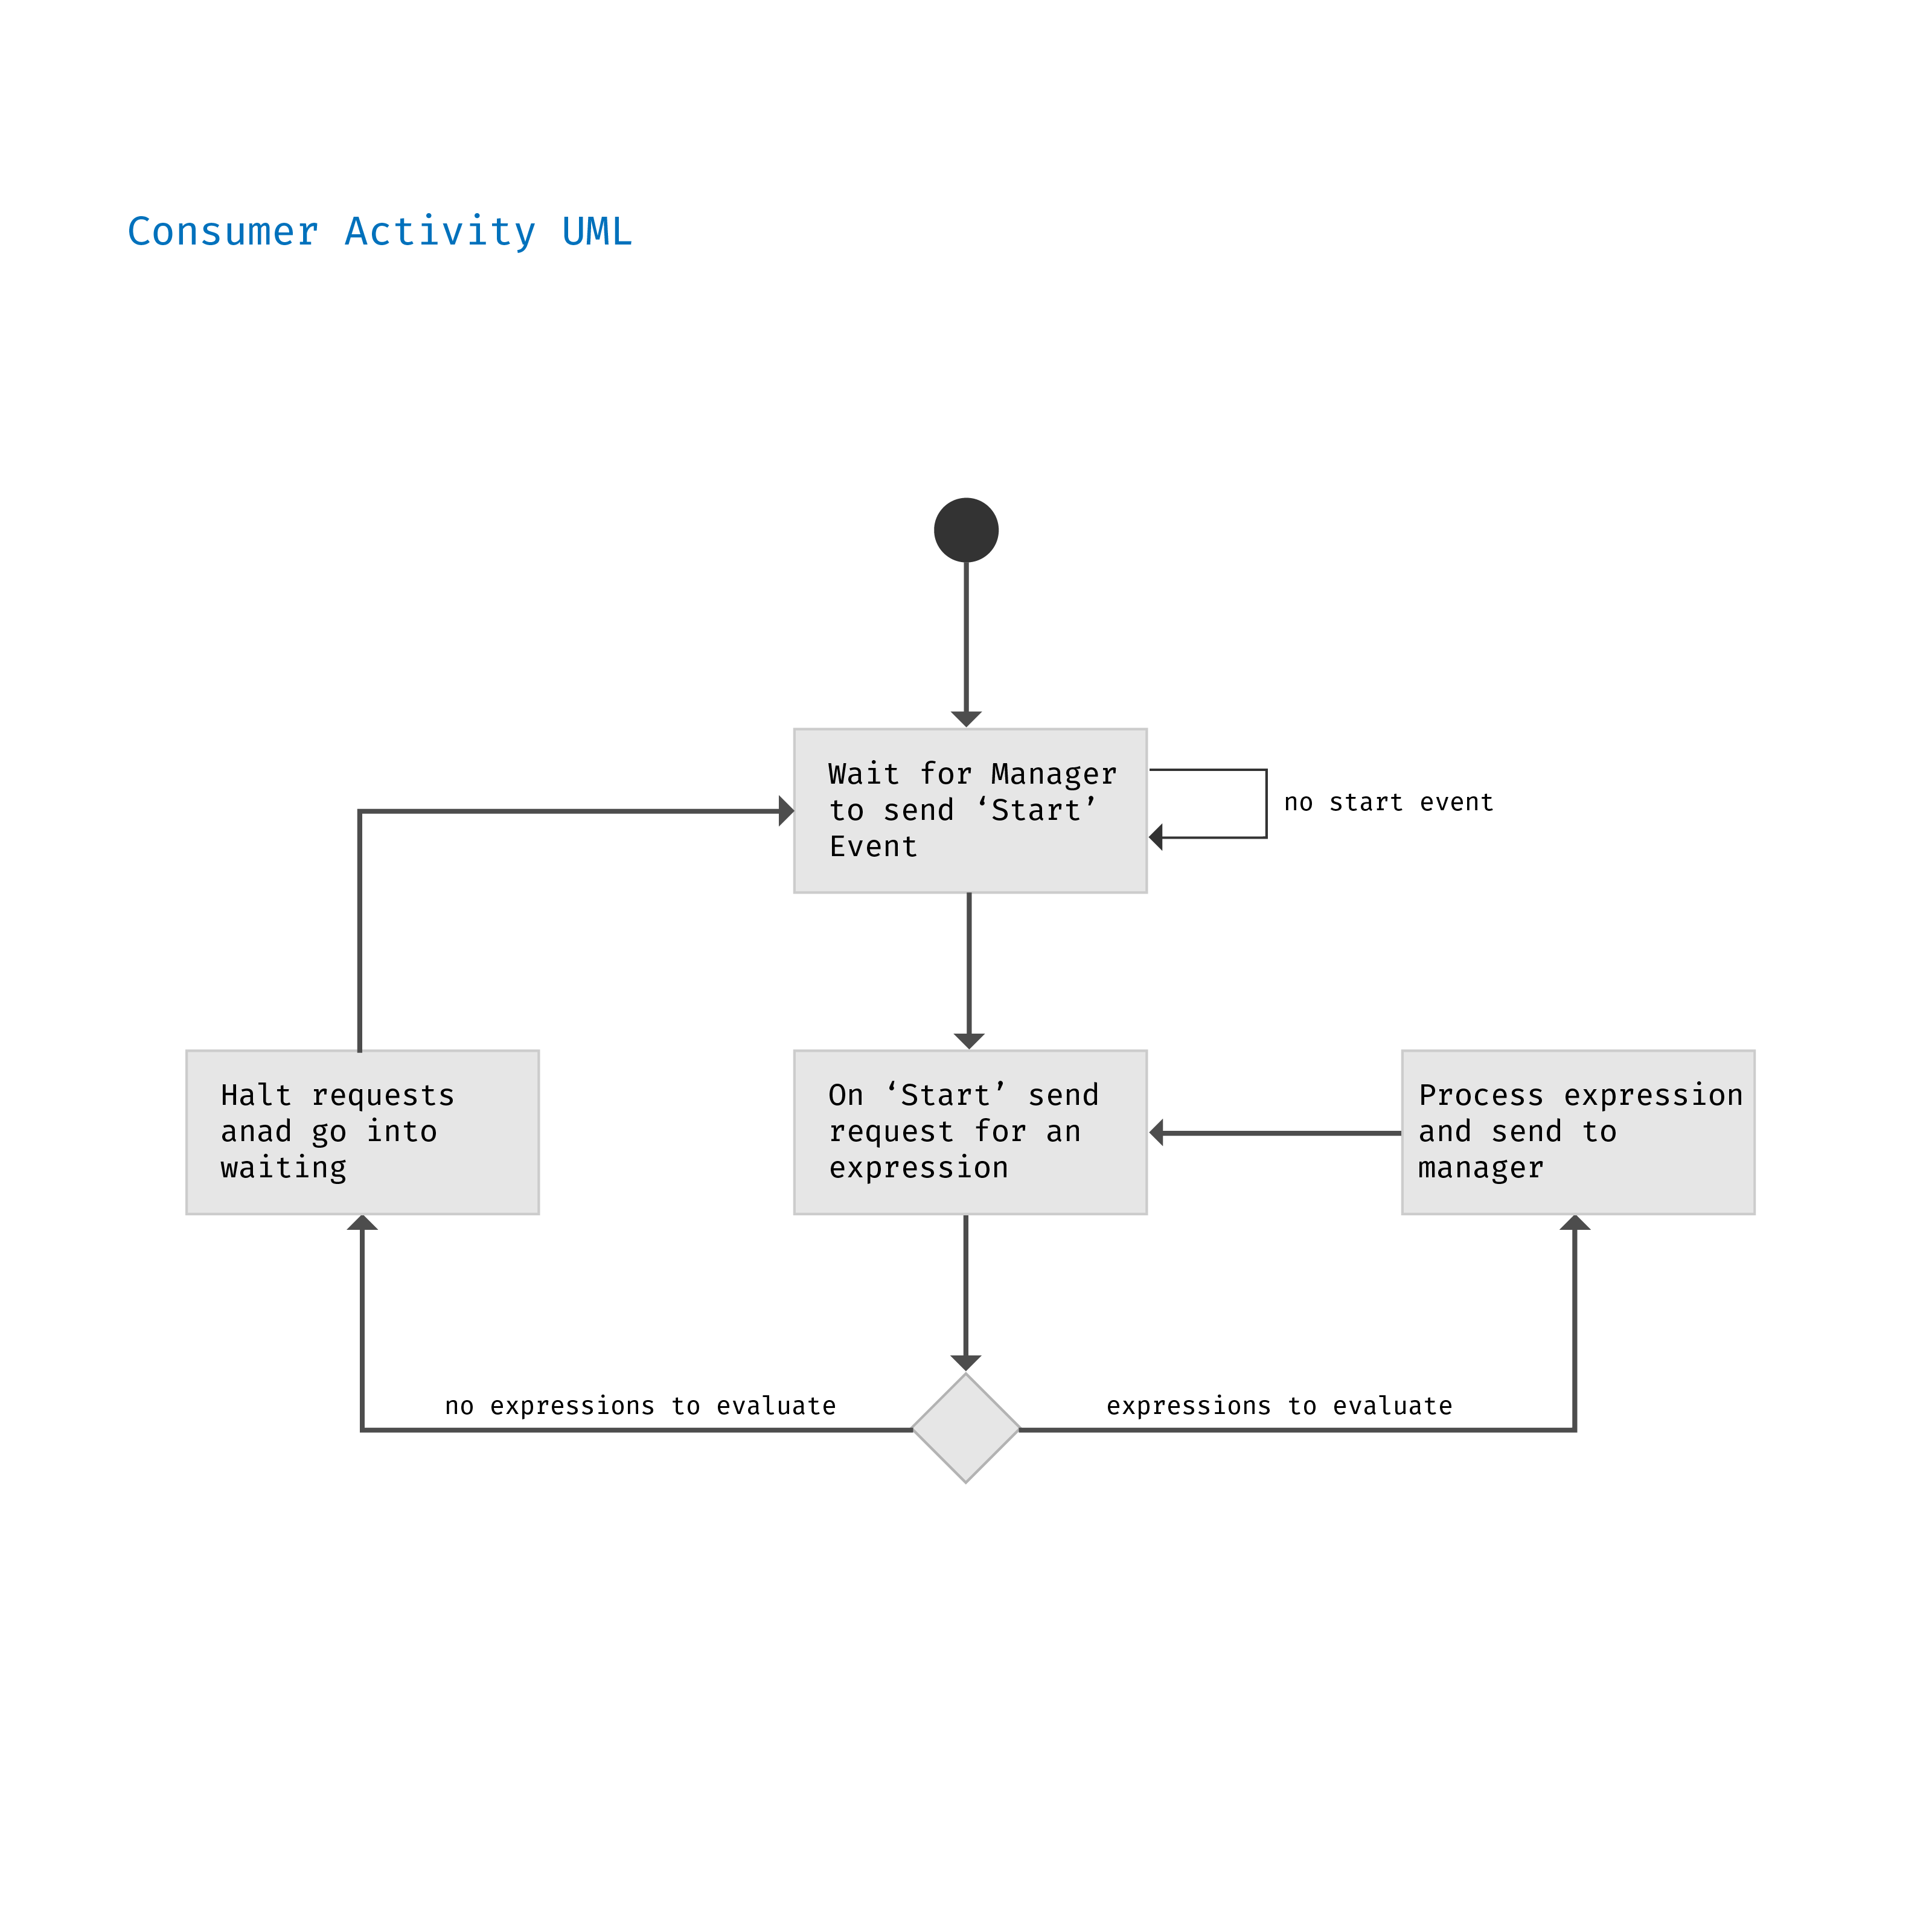 Consumer Activity UML
Wait for Manager
to send ‘Start’
Event
no start event
Halt requests
anad go into
waiting
On ‘Start’ send
request for an
expression
Process expression
and send to
manager
no expressions to evaluate
expressions to evaluate